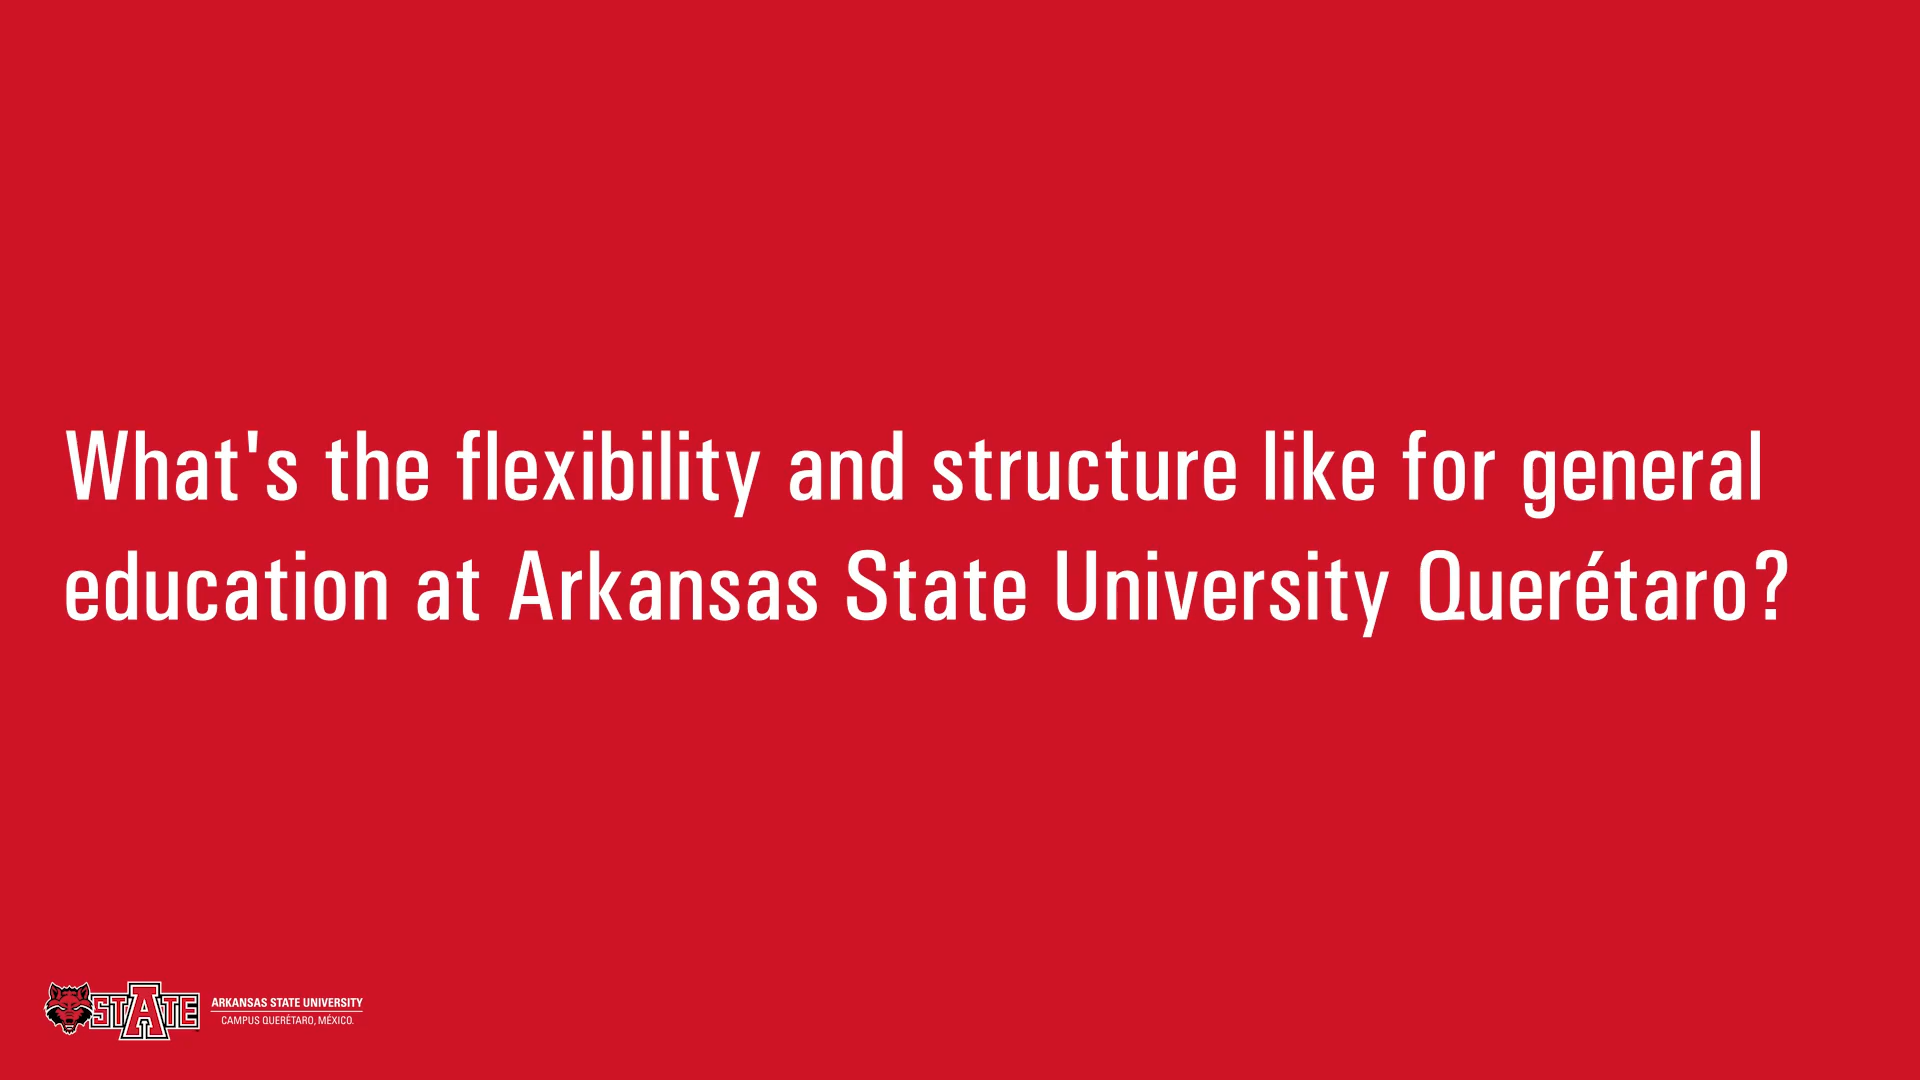 What's the flexibility and structure like for general
education at Arkansas State University Querétaro?
STATE
ARKANSAS STATE UNIVERSITY
CAMPUS QUERÉTARO, MÉXICO.